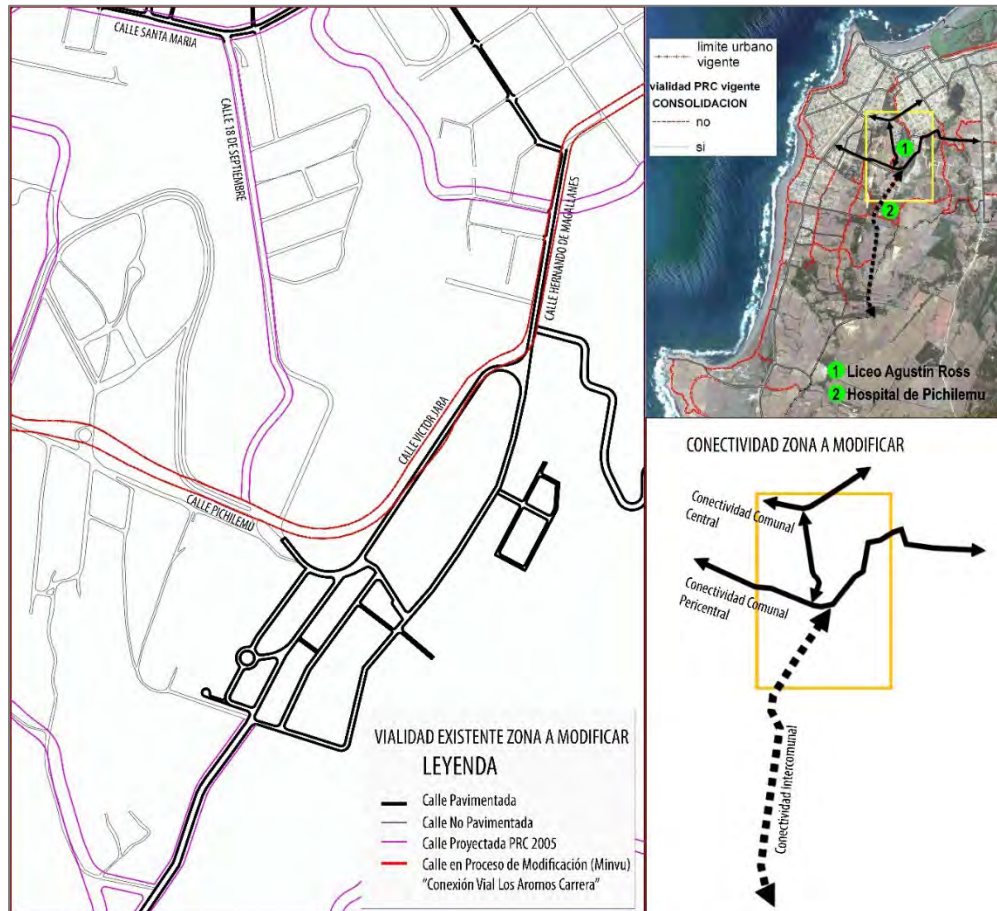 CALLE SANTA MARIA
CALLE 18 DE SEPTIEMBRE
CALLE HERNANDO DE MAGALLANES
CALLE VICTOR JARA
CALLE PICHILEMU
VIALIDAD EXISTENTE ZONA A MODIFICAR
LEYENDA
Calle Pavimentada
Calle No Pavimentada
Calle Proyectada PRC 2005
Calle en Proceso de Modificación (Minvu)
"Conexión Vial Los Aromos Carrera"
limite urbano
vigente
vialidad PRC vigente
CONSOLIDACION
no
si
1
2
1 Liceo Agustín Ross
2 Hospital de Pichilemu
CONECTIVIDAD ZONA A MODIFICAR
Conectividad Comunal
Central
Conectividad Comunal
Pericentral
Conectividad Intercomunal